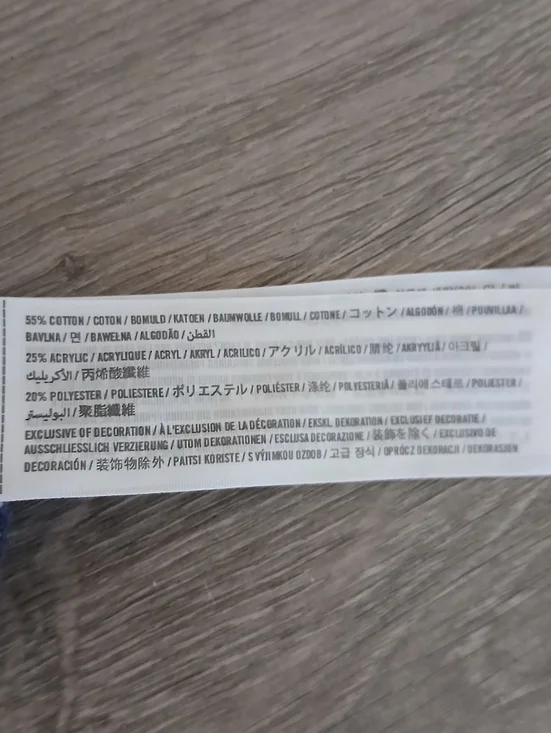 55% COTTON / COTON / BOMULD / KATOEN / BAUMWOLLE / BOMULL / COTONE / コットン / ALGODÓN / 棉 / PUUVILLAA /
BAVLNA / 면 / BAWEŁNA / ALGODÃO / القطن
25% ACRYLIC / ACRYLIQUE / ACRYL / AKRYL / ACRILICO / アクリル / ACRÍLICO / 腈纶 / AKRYYLIÄ / 아크릴 /
الأكريليك / 丙烯酸纖維
20% POLYESTER / POLIESTERE / ポリエステル / POLIÉSTER / 涤纶 / POLYESTERIÄ / 폴리에스테르 / POLIESTER /
البوليستر / 聚脂纖維
EXCLUSIVE OF DECORATION / À L'EXCLUSION DE LA DÉCORATION / EKSKL DEKORATION / EXCLUSIEF DECORATIE /
AUSSCHLIESSLICH VERZIERUNG / UTOM DEKORATIONEN / ESCLUSA DECORAZIONE / 装飾を除く / EXCLUSIVO DE
DECORACIÓN / 装饰物除外 / PAITSI KORISTE / S VÝJIMKOU OZDOB / 고급 장식 / OPRÓCZ DEKORACJI / DEKORASJEN